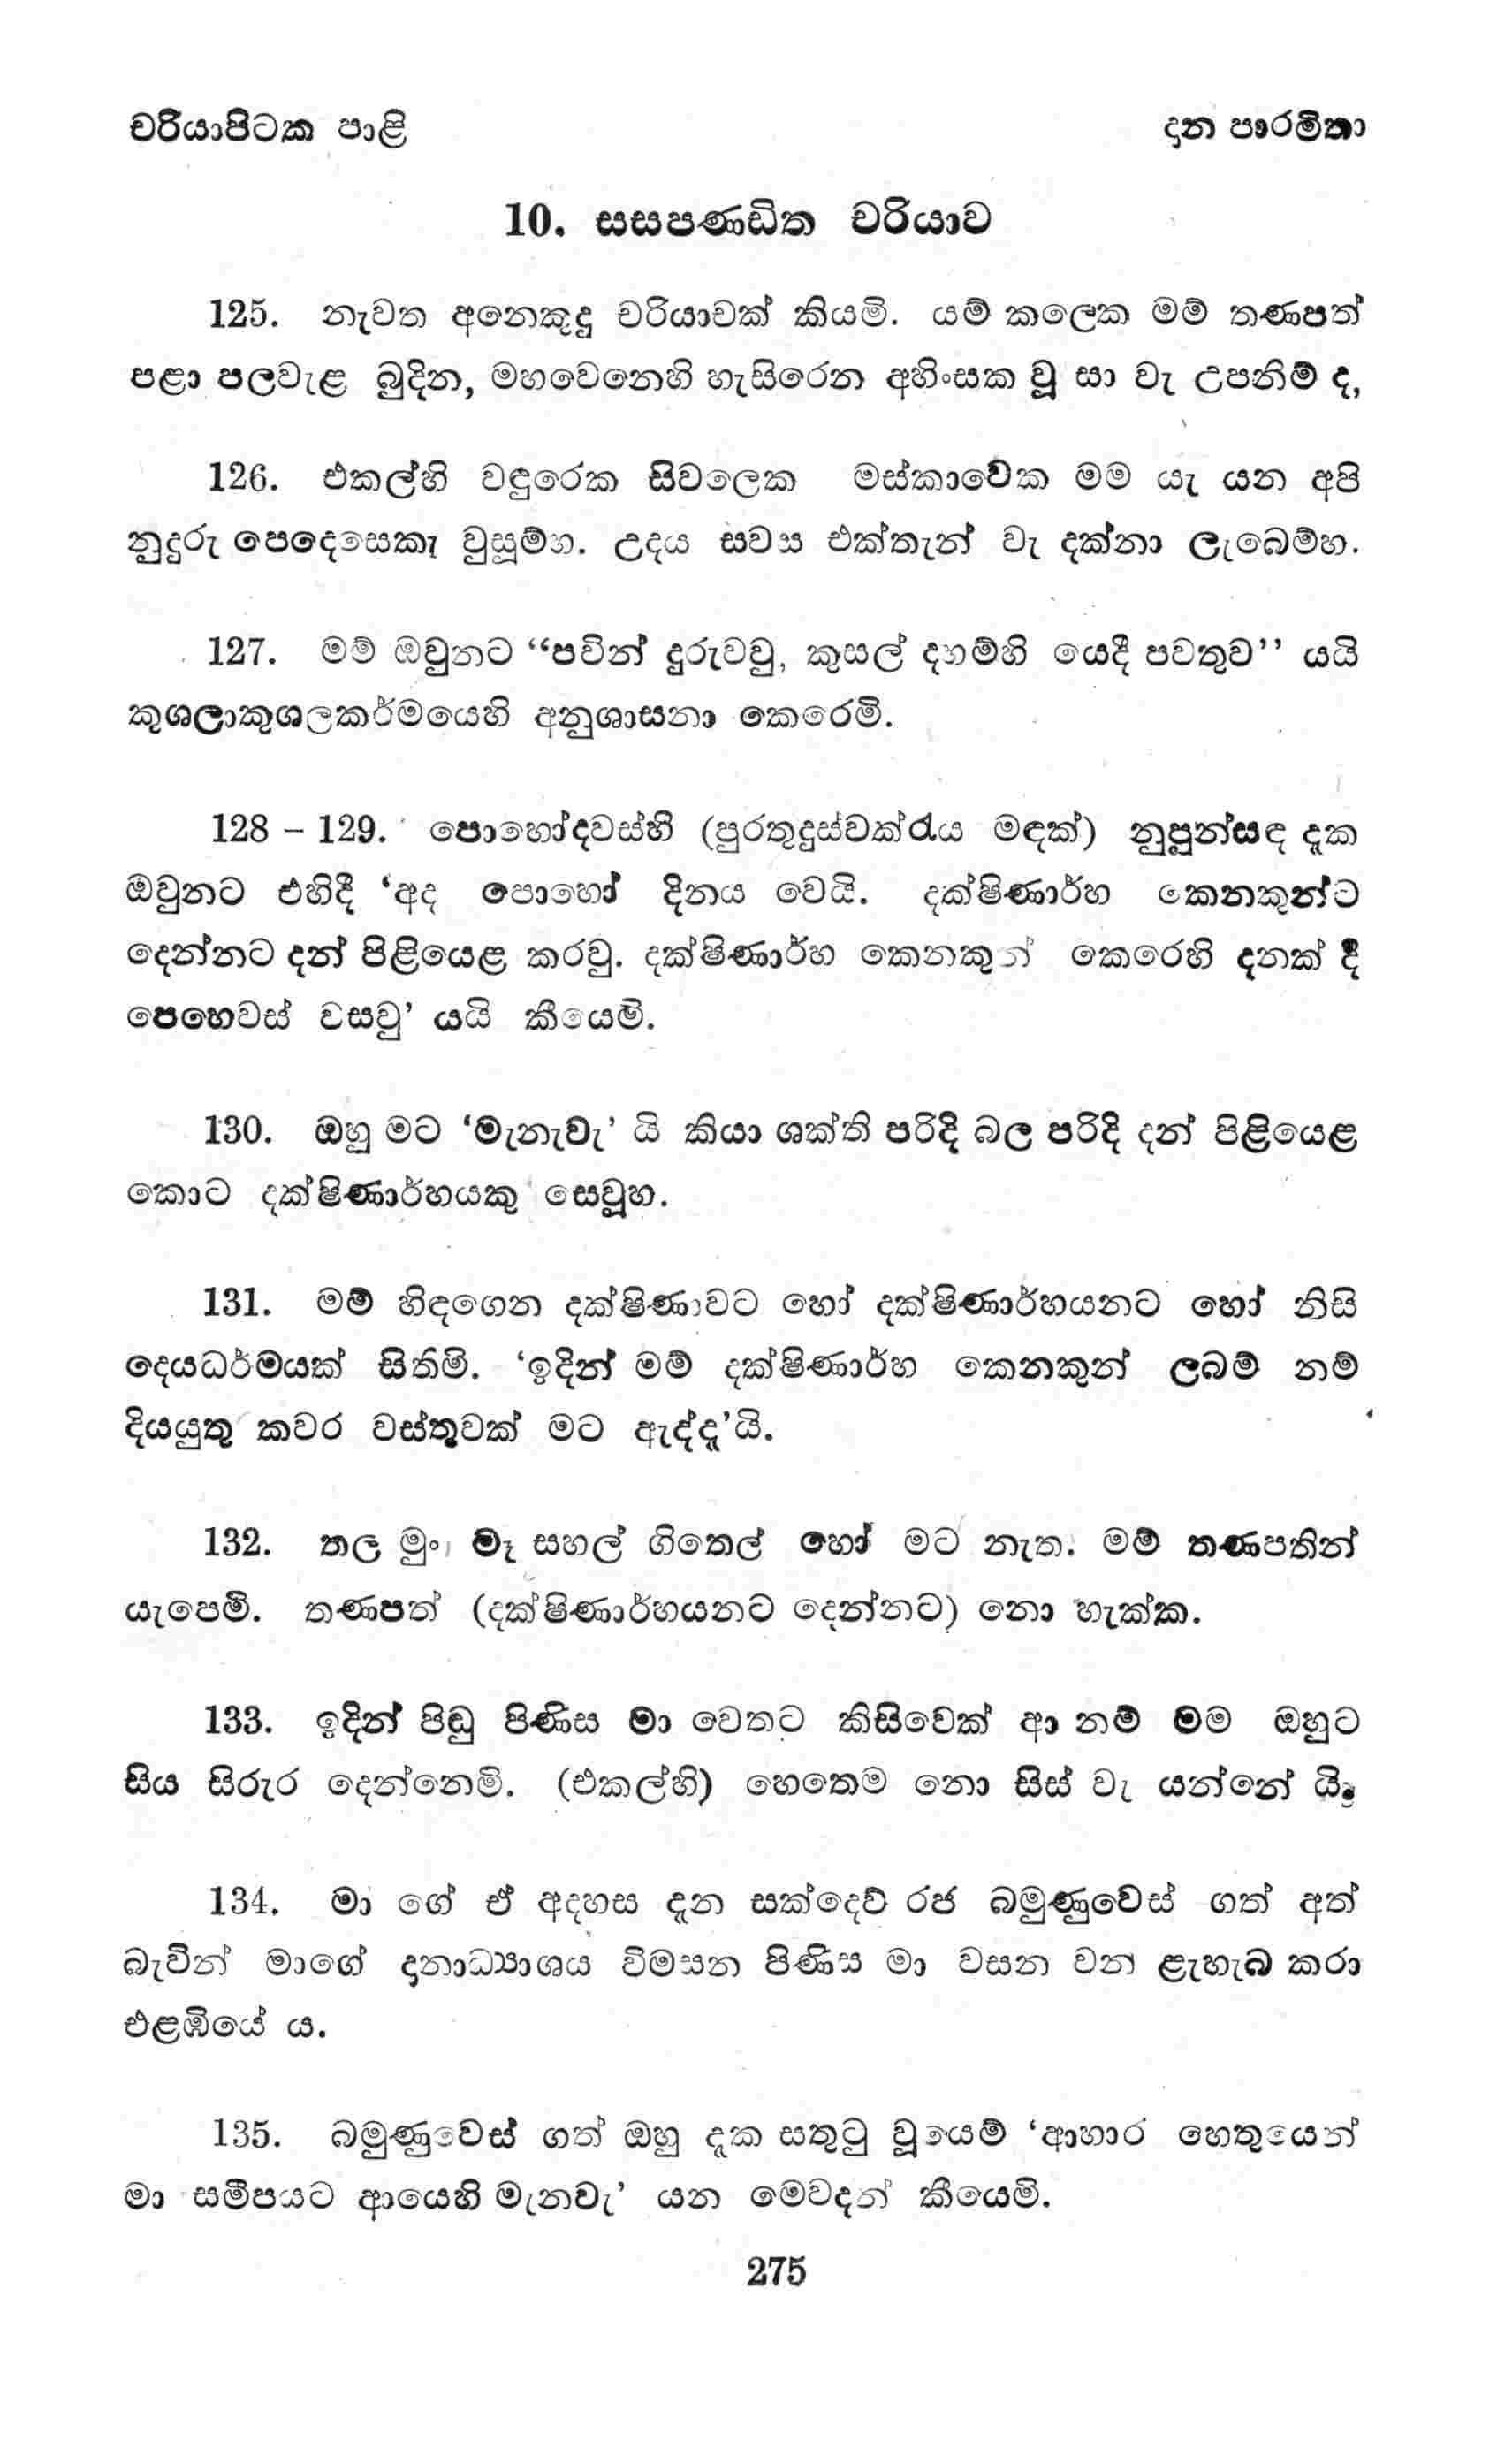 චරියාපිටක පාළි දාන පාරමිතා
10. සසපණ්ඩිත චරියාව
125. නැවත අනෙකුදු චරියාවක් කියමි. යම් කලෙක මම් තණපත්
පළා පලවැළ බුදින, මහවෙනෙහි හැසිරෙන අහිංසක වූ සා වැ උපනිම් ද,
126. එකල්හි වඳුරෙක සිවලෙක මස්කාවෙක මම යැ යන අපි
නුදුරු පෙදෙසෙකැ වුසූම්හ. උදය සවස එක්තැන් වැ දක්නා ලැබෙම්හ.
127. මම් ඔවුනට “පවින් දුරුවවු, කුසල් දහම්හි යෙදී පවතුව” යයි
කුශලාකුශලකර්මයෙහි අනුශාසනා කෙරෙමි.
128 – 129. පොහෝදවස්හි (පුරතුදුස්වක්රැය මඳක්) නුපුන්සඳ දැක
ඔවුනට එහිදී ‘අද පොහෝ දිනය වෙයි. දක්ෂිණාර්හ කෙනකුන්ට
දෙන්නට දන් පිළියෙළ කරවු. දක්ෂිණාර්හ කෙනකුන් කෙරෙහි දනක් දී
පෙහෙවස් වසවු’ යයි කීයෙමි.
130. ඔහු මට ‘මැනැවැ’ යි කියා ශක්ති පරිදි බල පරිදි දන් පිළියෙළ
කොට දක්ෂිණාර්හයකු සෙවූහ.
131. මම් හිඳගෙන දක්ෂිණාවට හෝ දක්ෂිණාර්හයනට හෝ නිසි
දෙයධර්මයක් සිතිමි. ‘ඉදින් මම් දක්ෂිණාර්හ කෙනකුන් ලබම් නම්
දියයුතු කවර වස්තුවක් මට ඇද්දැ’යි.
132. තල මුං මෑ සහල් ගිතෙල් හෝ මට නැත. මම් තණපතින්
යැපෙමි. තණපත් (දක්ෂිණාර්හයනට දෙන්නට) නො හැක්ක.
133. ඉදින් පිඬු පිණිස මා වෙතට කිසිවෙක් ආ නම් මම ඔහුට
සිය සිරුර දෙන්නෙමි. (එකල්හි) හෙතෙම නො සිස් වැ යන්නේ යි.
134. මා ගේ ඒ අදහස දැන සක්දෙව් රජ බමුණුවෙස් ගත් අත්
බැවින් මාගේ දානාධ්‍යාශය විමසන පිණිස මා වසන වන ළැහැබ කරා
එළඹියේ ය.
135. බමුණුවෙස් ගත් ඔහු දැක සතුටු වූයෙම් ‘ආහාර හෙතුයෙන්
මා සමීපයට ආයෙහි මැනවැ’ යන මෙවදන් කීයෙමි.
275